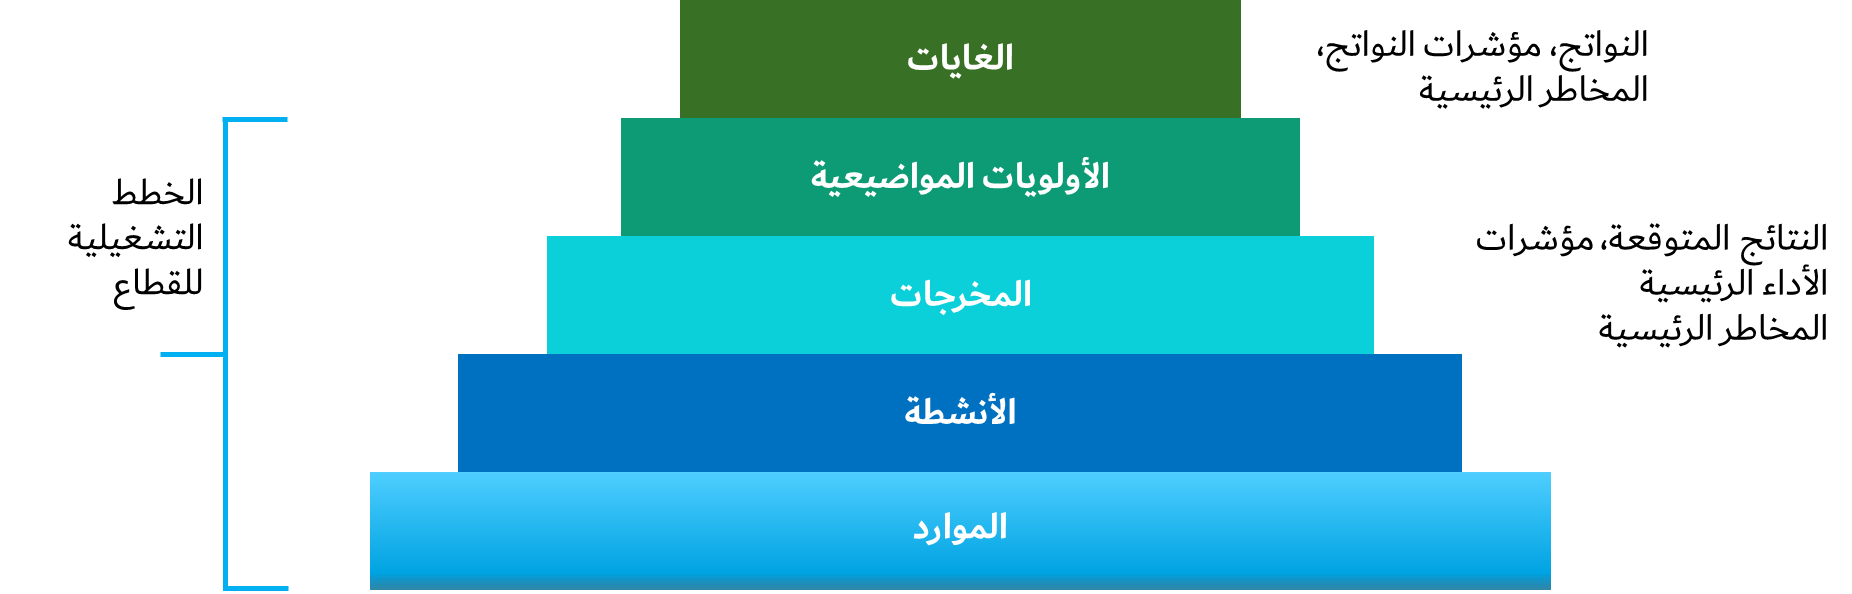 الغايات
النواتج، مؤشرات النواتج،
المخاطر الرئيسية
الأولويات المواضيعية
المخرجات
النتائج المتوقعة، مؤشرات
الأداء الرئيسية
المخاطر الرئيسية
الأنشطة
الموارد
الخطط
التشغيلية
للقطاع